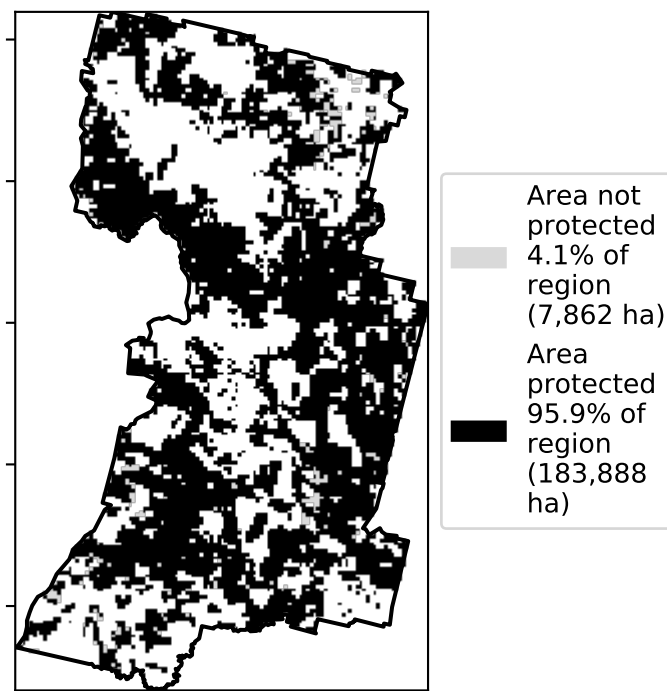 Area not
protected
4.1% of
region
(7,862 ha)
Area
protected
95.9% of
region
(183,888
ha)